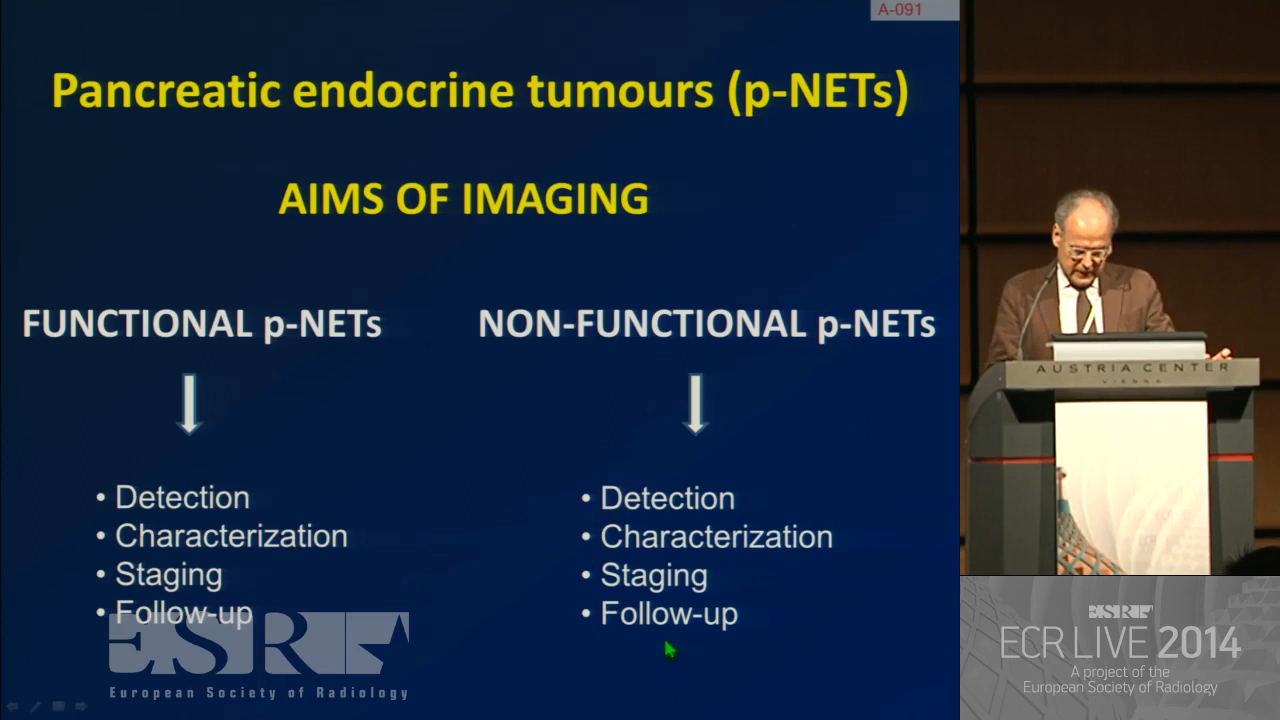 A-091
Pancreatic endocrine tumours (p-NETs)
AIMS OF IMAGING
FUNCTIONAL p-NETs
NON-FUNCTIONAL p-NETs
• Detection
• Characterization
• Staging
• Follow-up
• Detection
• Characterization
• Staging
• Follow-up
ESR
European Society of Radiology
AUSTRIA CENTER
VIENNA
ESR
ECR LIVE 2014
A project of the
European Society of Radiology